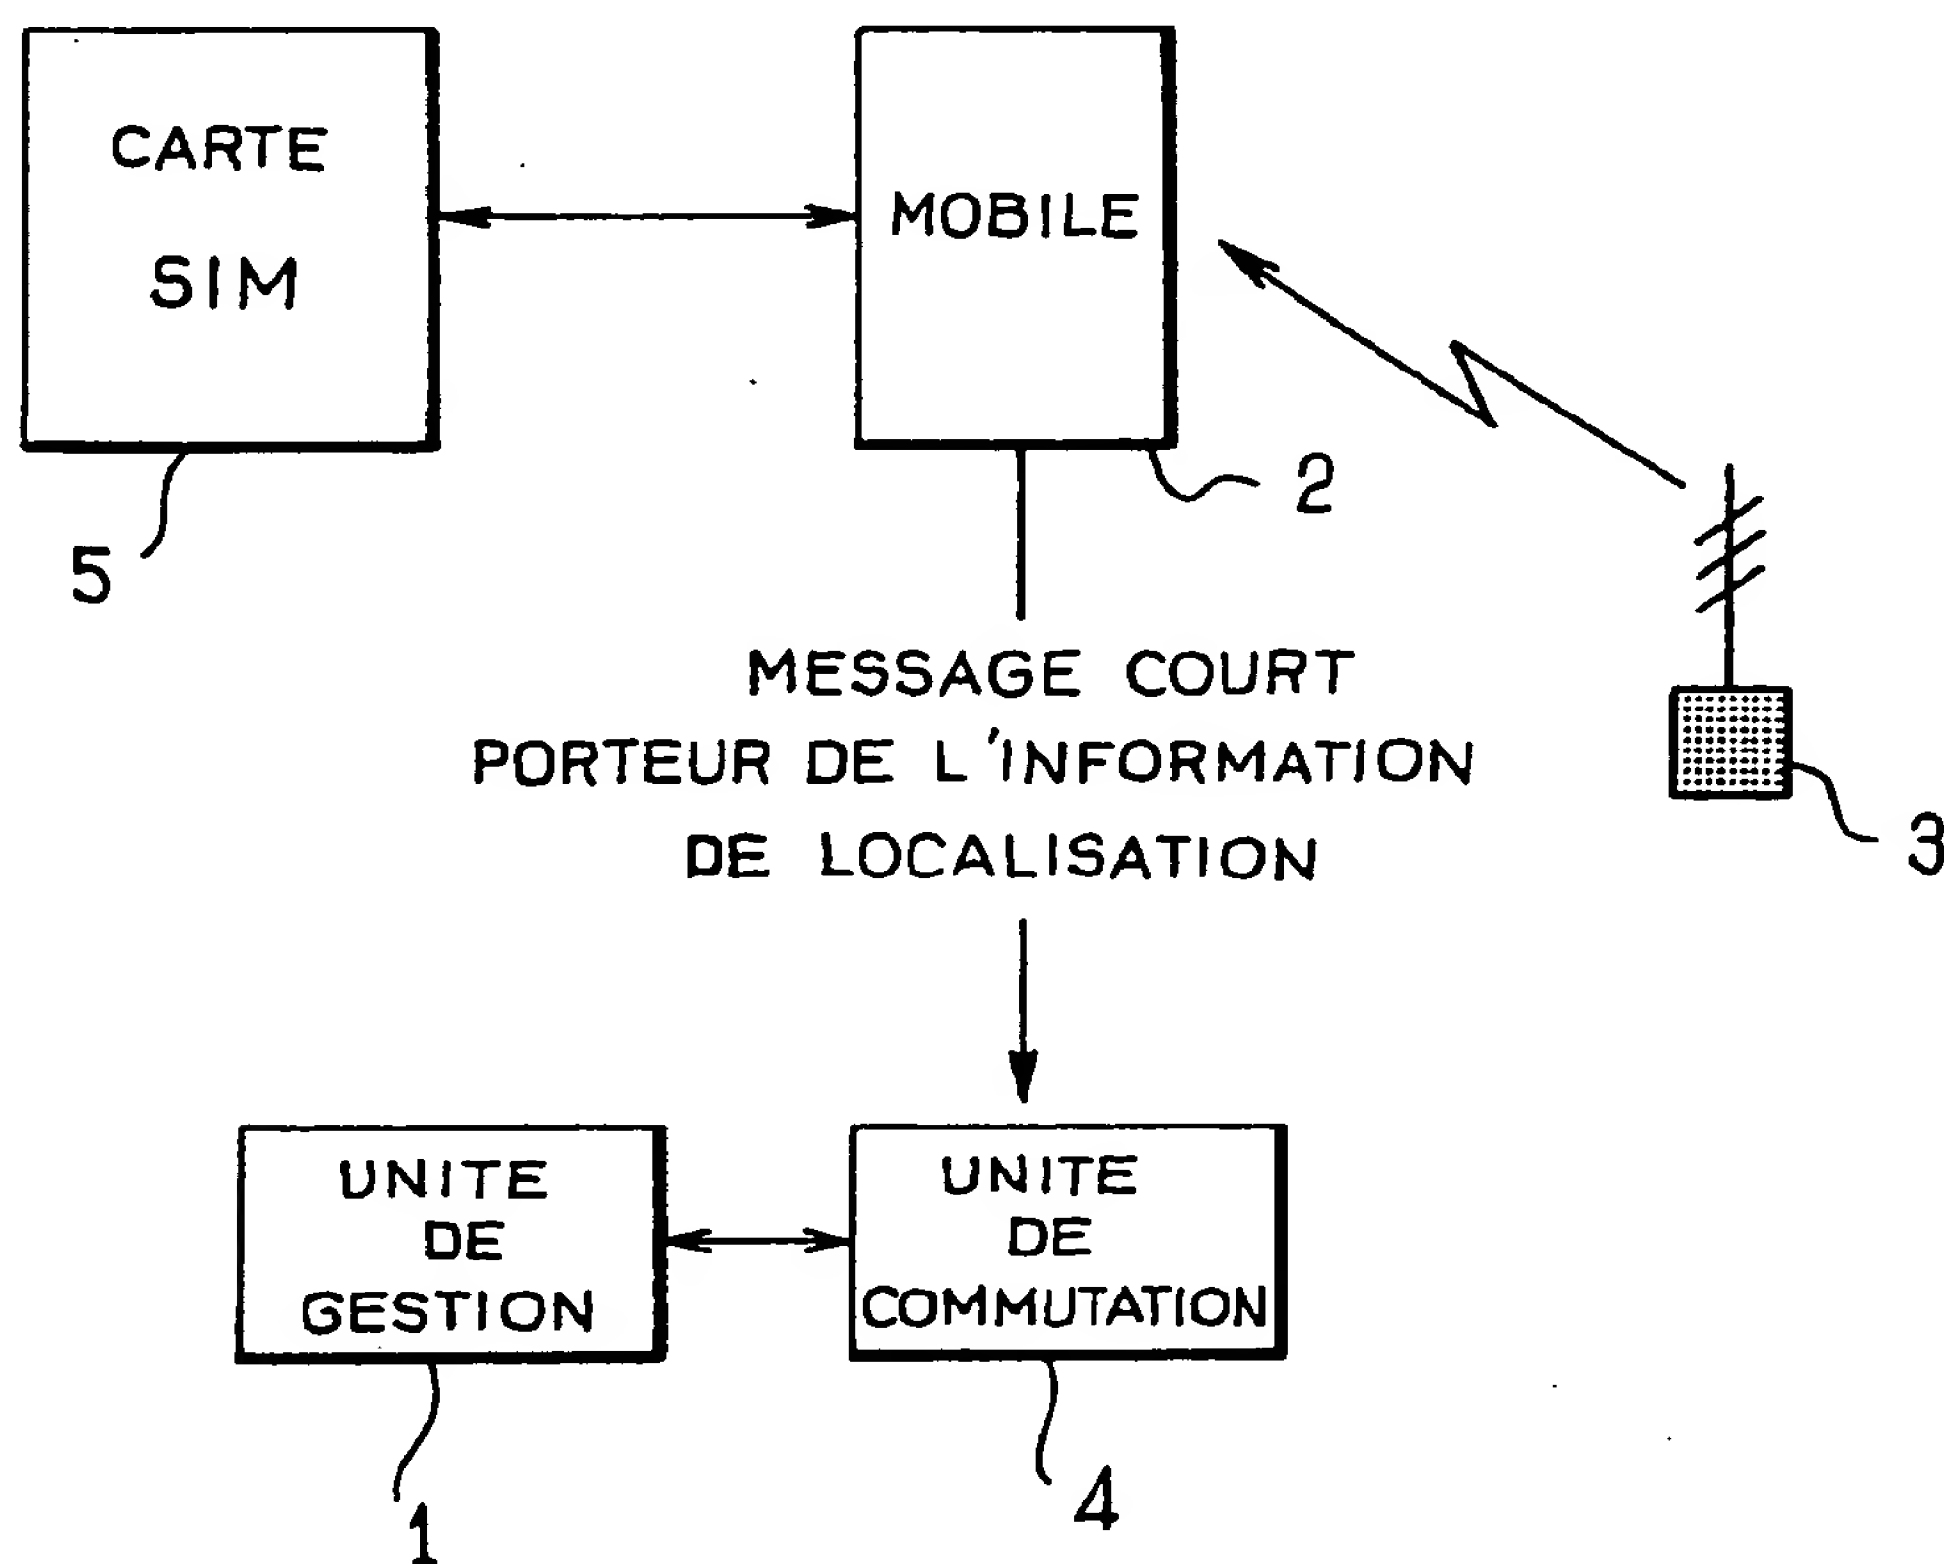 CARTE
SIM
MOBILE
5
2
3
MESSAGE COURT
PORTEUR DE L'INFORMATION
DE LOCALISATION
UNITE
DE
GESTION
UNITE
DE
COMMUTATION
1
4